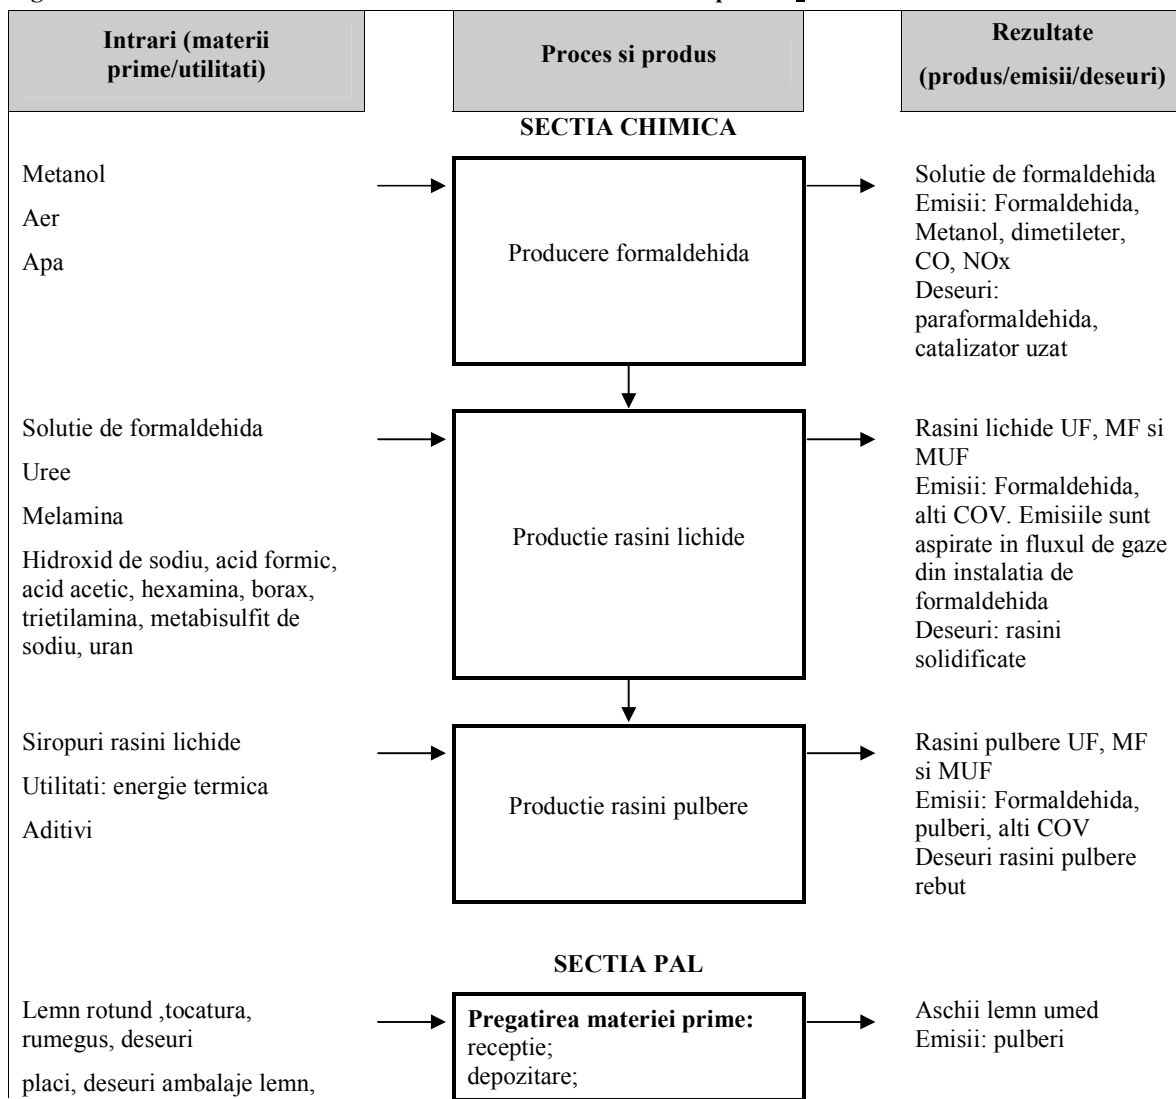 Intrari (materii
prime/utilitati)
Proces si produs
Rezultate
(produs/emisii/deseuri)
SECTIA CHIMICA
Metanol
Aer
Apa
Producere formaldehida
Solutie de formaldehida
Emisii: Formaldehida,
Metanol, dimetileter,
CO, NOx
Deseuri:
paraformaldehida,
catalizator uzat
Solutie de formaldehida
Uree
Melamina
Hidroxid de sodiu, acid formic,
acid acetic, hexamina, borax,
trietilamina, metabisulfit de
sodiu, uran
Productie rasini lichide
Rasini lichide UF, MF si
MUF
Emisii: Formaldehida,
alti COV. Emisiile sunt
aspirate in fluxul de gaze
din instalatia de
formaldehida
Deseuri: rasini
solidificate
Siropuri rasini lichide
Utilitati: energie termica
Aditivi
Productie rasini pulbere
Rasini pulbere UF, MF
si MUF
Emisii: Formaldehida,
pulberi, alti COV
Deseuri rasini pulbere
rebut
SECTIA PAL
Lemn rotund ,tocatura,
rumegus, deseuri
placi, deseuri ambalaje lemn,
Pregatirea materiei prime:
receptie;
depozitare;
Aschii lemn umed
Emisii: pulberi